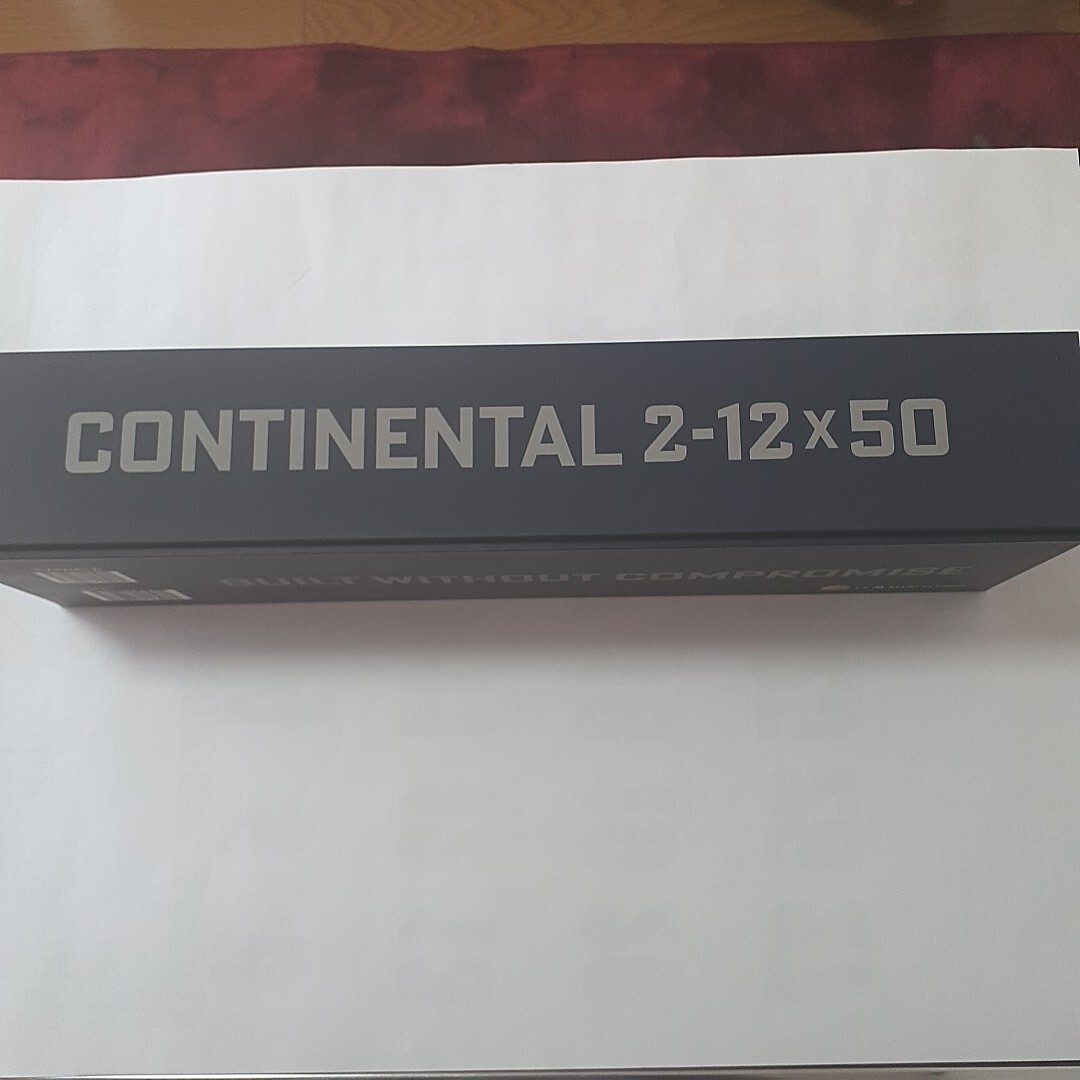 CONTINENTAL 2-12x50
BUILT WITHOUT COMPROMISE